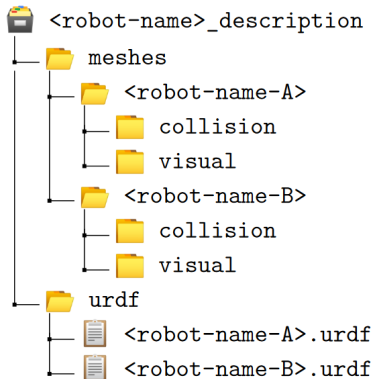 <robot-name>_description
meshes
<robot-name-A>
collision
visual
<robot-name-B>
collision
visual
urdf
<robot-name-A>.urdf
<robot-name-B>.urdf